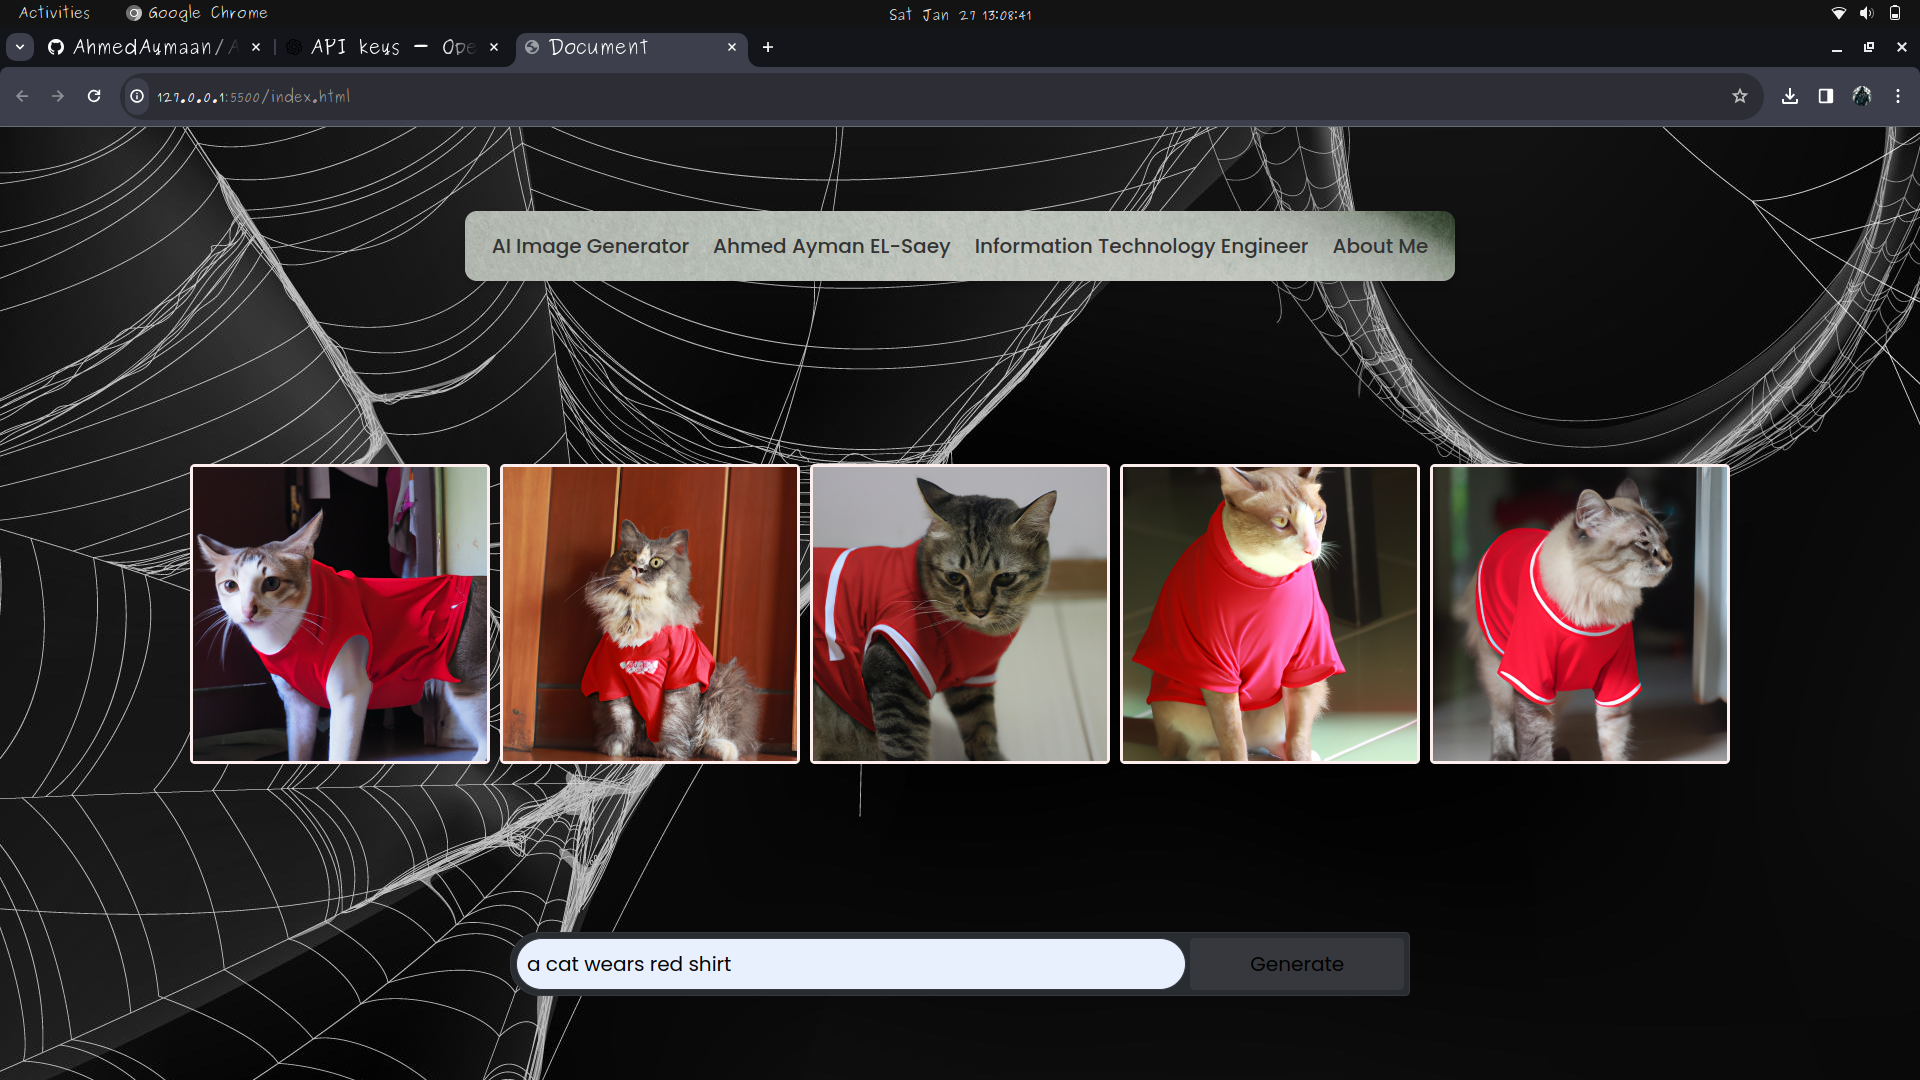 Activities Google Chrome Sat Jan 27 13:08:41
AhmedAymaan/A API keys — Ope Document
127.0.0.1:5500/index.html
AI Image Generator Ahmed Ayman EL-Saey Information Technology Engineer About Me
a cat wears red shirt Generate